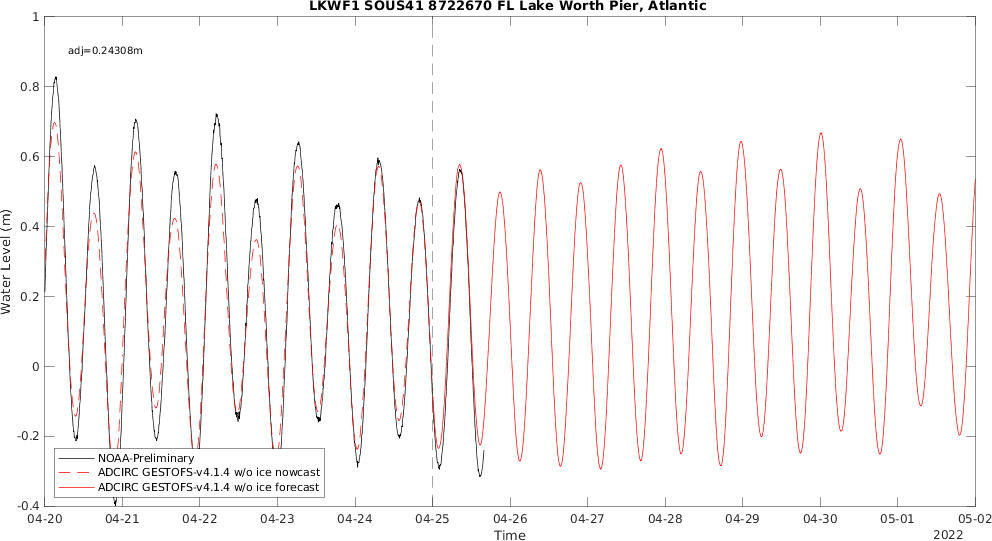 LKWF1 SOUS41 8722670 FL Lake Worth Pier, Atlantic
adj=0.24308m
1
0.8
0.6
0.4
0.2
0
-0.2
-0.4
Water Level (m)
NOAA-Preliminary
ADCIRC GESTOFS-v4.1.4 w/o ice nowcast
ADCIRC GESTOFS-v4.1.4 w/o ice forecast
04-20 04-21 04-22 04-23 04-24 04-25 04-26 04-27 04-28 04-29 04-30 05-01 05-02
Time
2022